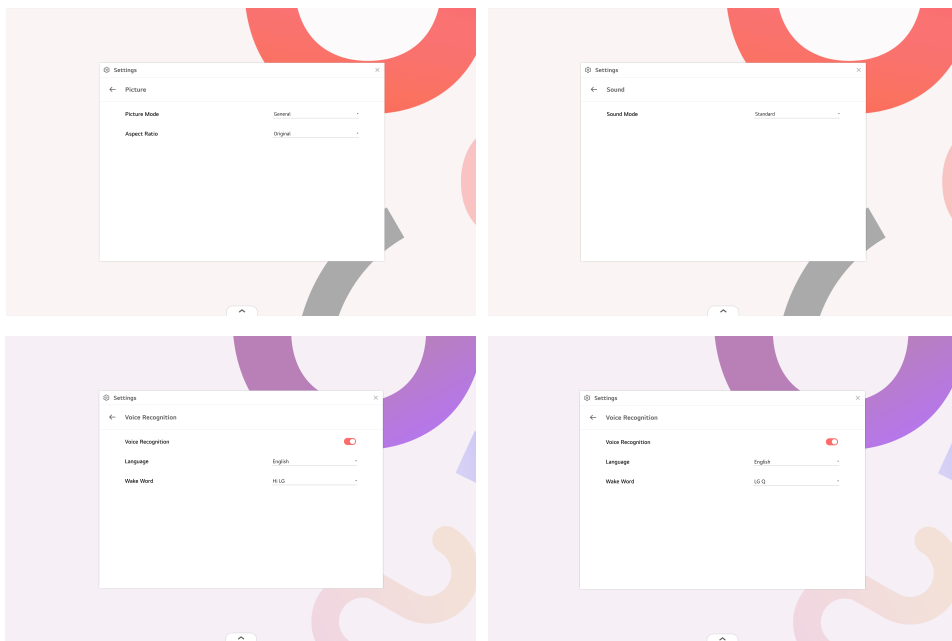 Settings
Picture
Picture Mode General
Aspect Ratio Original
Settings
Sound
Sound Mode Standard
Settings
Voice Recognition
Voice Recognition
Language English
Wake Word Hi LG
Settings
Voice Recognition
Voice Recognition
Language English
Wake Word LG Q